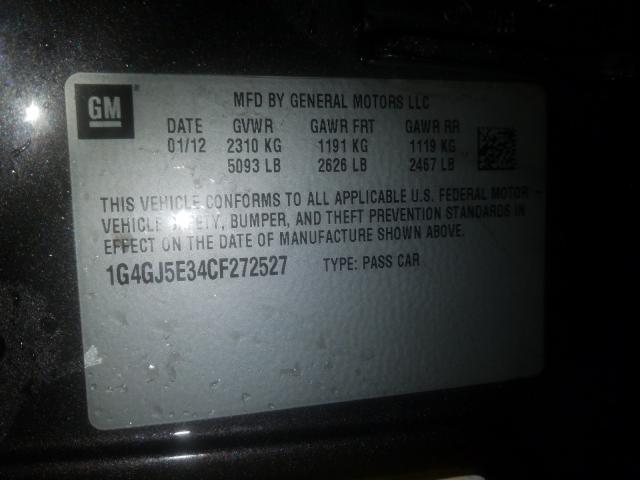 GM
MFD BY GENERAL MOTORS LLC
DATE GVWR GAWR FRT GAWR RR
01/12 2310 KG 1191 KG 1119 KG
5093 LB 2626 LB 2467 LB
THIS VEHICLE CONFORMS TO ALL APPLICABLE U.S. FEDERAL MOTOR
VEHICLE SAFETY, BUMPER, AND THEFT PREVENTION STANDARDS IN
EFFECT ON THE DATE OF MANUFACTURE SHOWN ABOVE.
1G4GJ5E34CF272527 TYPE: PASS CAR